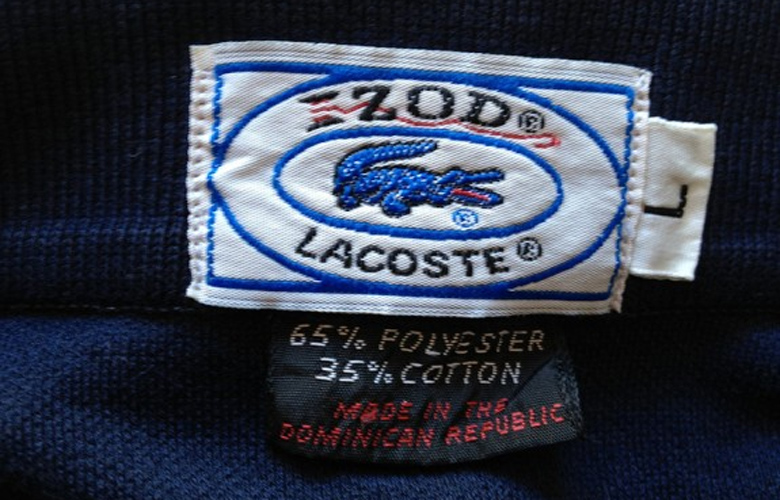 IZOD®
LACOSTE®
L
65% POLYESTER
35% COTTON
MADE IN THE
DOMINICAN REPUBLIC